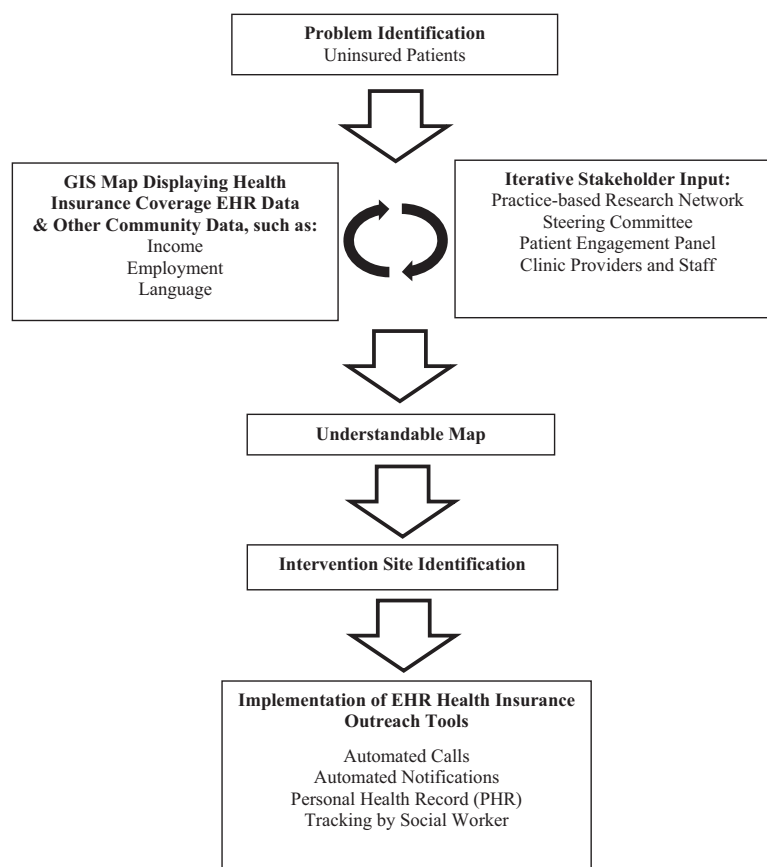 Problem Identification
Uninsured Patients
GIS Map Displaying Health
Insurance Coverage EHR Data
& Other Community Data, such as:
Income
Employment
Language
Iterative Stakeholder Input:
Practice-based Research Network
Steering Committee
Patient Engagement Panel
Clinic Providers and Staff
Understandable Map
Intervention Site Identification
Implementation of EHR Health Insurance
Outreach Tools
Automated Calls
Automated Notifications
Personal Health Record (PHR)
Tracking by Social Worker